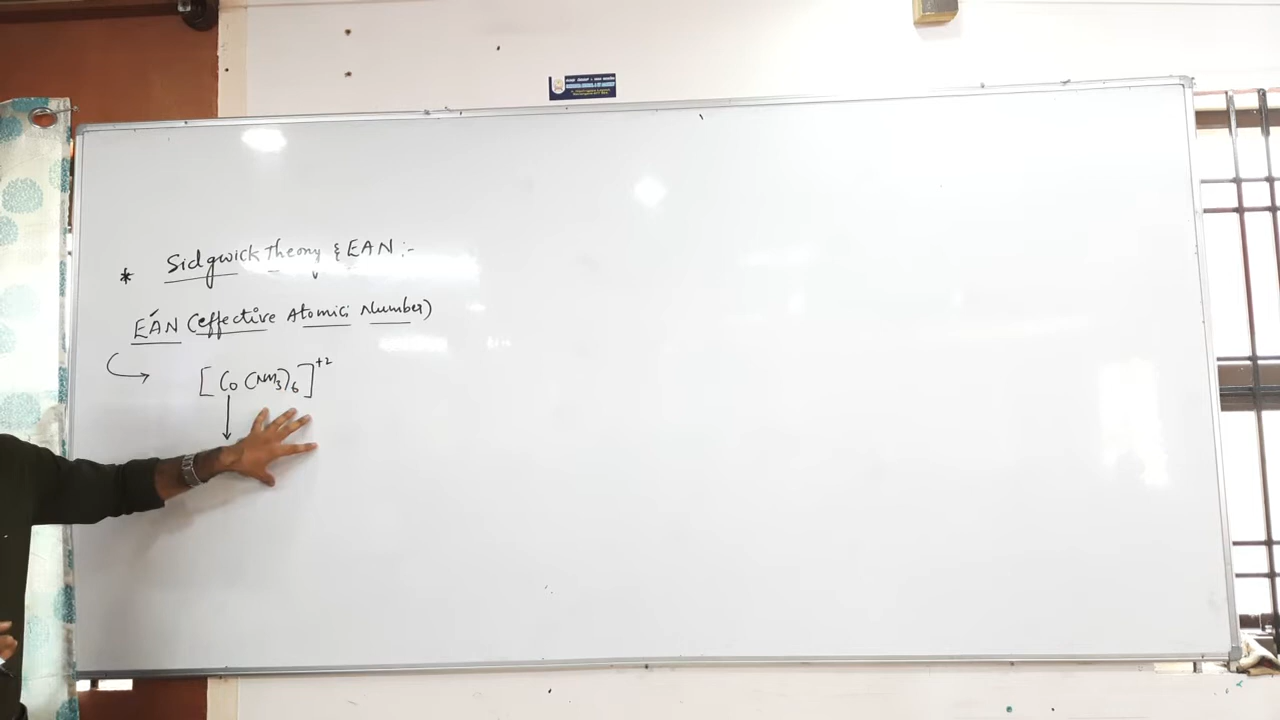 * Sidgwick Theory & EAN :-
EAN (effective Atomic Number)
[Co(NH3)6]+2